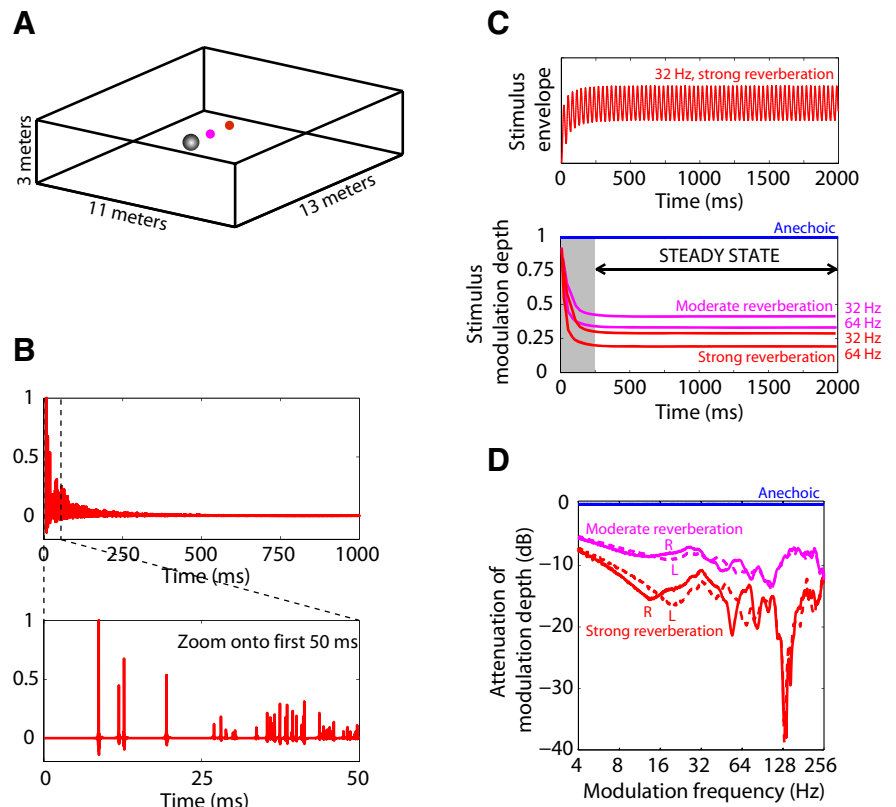 A
3 meters
11 meters
13 meters
B
1
0.5
0
0
250
500
750
1000
Time (ms)
Zoom onto first 50 ms
1
0.5
0
0
25
50
Time (ms)
C
Stimulus
envelope
32 Hz, strong reverberation
0
500
1000
1500
2000
Time (ms)
Stimulus
modulation depth
1
0.75
0.5
0.25
0
Anechoic
STEADY STATE
Moderate reverberation
32 Hz
64 Hz
32 Hz
Strong reverberation
64 Hz
0
500
1000
1500
2000
Time (ms)
D
Attenuation of
modulation depth (dB)
0
−10
−20
−30
−40
Anechoic
Moderate reverberation
R
L
R
L
Strong reverberation
4
8
16
32
64
128
256
Modulation frequency (Hz)